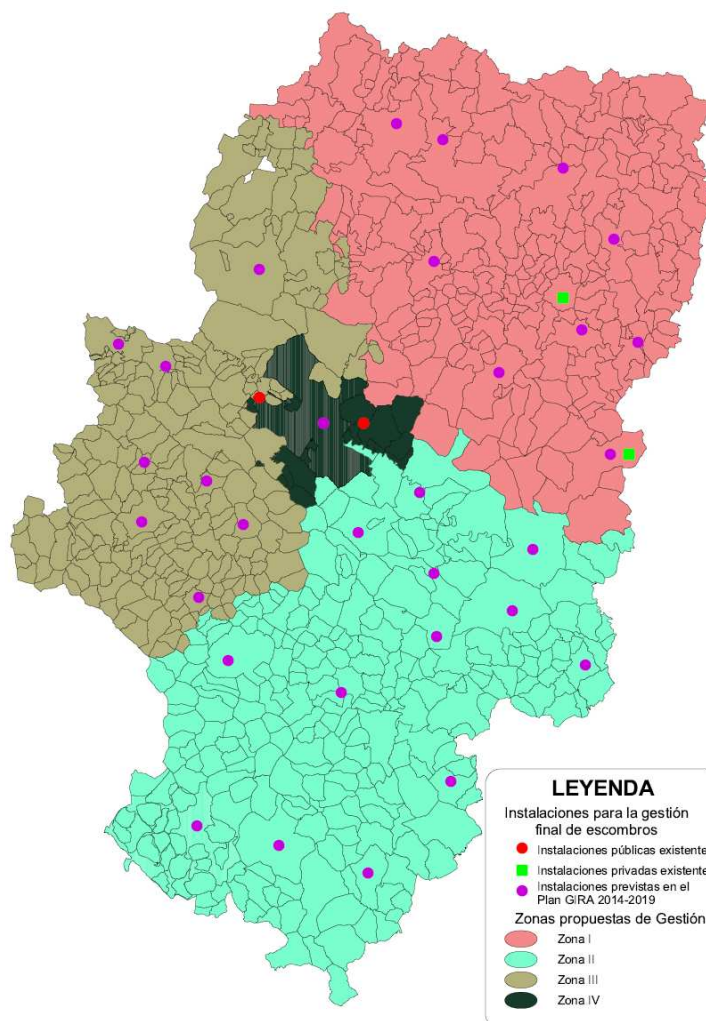 LEYENDA
Instalaciones para la gestión
final de escombros
Instalaciones públicas existente
Instalaciones privadas existente
Instalaciones previstas en el
Plan GIRA 2014-2019
Zonas propuestas de Gestión
Zona I
Zona II
Zona III
Zona IV